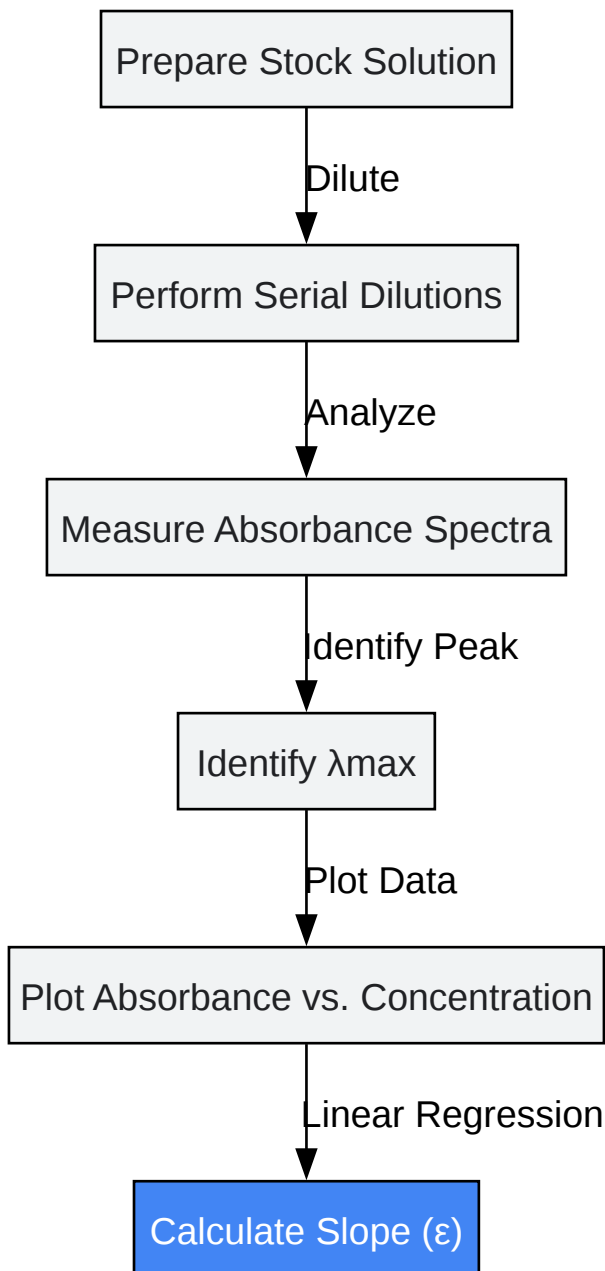 Prepare Stock Solution
Dilute
Perform Serial Dilutions
Analyze
Measure Absorbance Spectra
Identify Peak
Identify λmax
Plot Data
Plot Absorbance vs. Concentration
Linear Regression
Calculate Slope (ε)